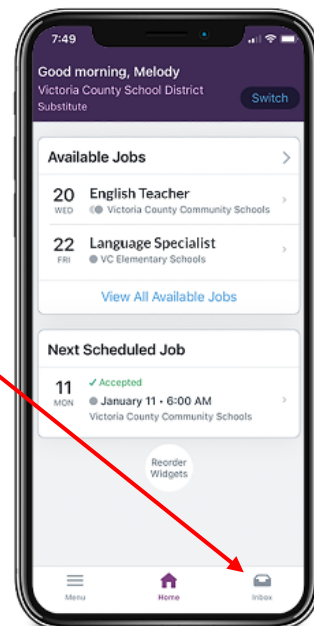 7:49
Good morning, Melody
Victoria County School District
Substitute
Switch
Available Jobs
20 English Teacher
WED Victoria County Community Schools
22 Language Specialist
FRI VC Elementary Schools
View All Available Jobs
Next Scheduled Job
✓ Accepted
11
MON January 11 • 6:00 AM
Victoria County Community Schools
Reorder
Widgets
Menu Home Inbox